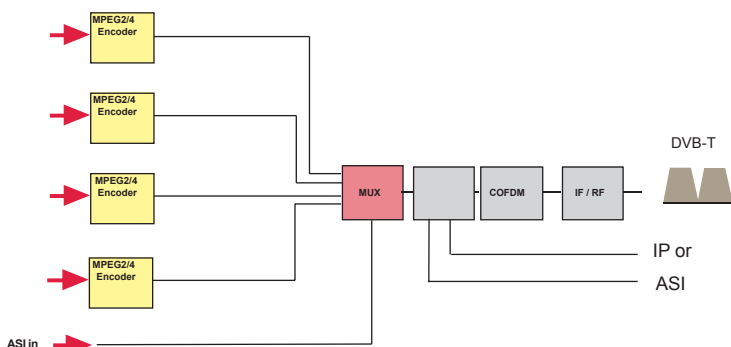 MPEG2/4
Encoder
MPEG2/4
Encoder
MPEG2/4
Encoder
MPEG2/4
Encoder
ASI in
MUX
COFDM
IF / RF
DVB-T
IP or
ASI